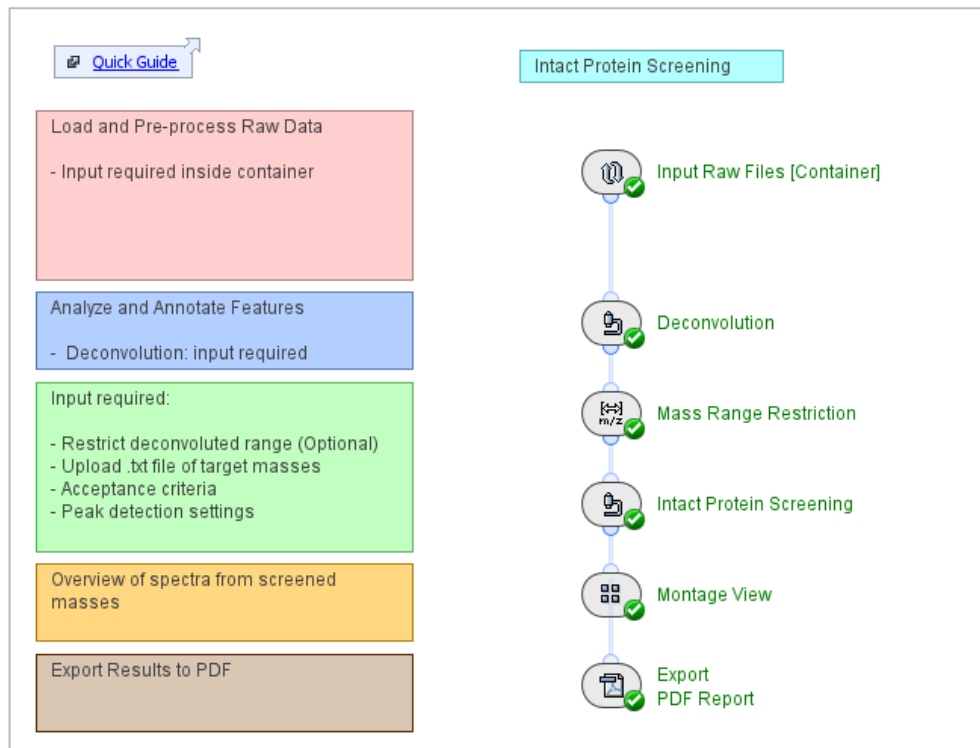 Quick Guide
Intact Protein Screening
Load and Pre-process Raw Data
- Input required inside container
Analyze and Annotate Features
- Deconvolution: input required
Input required:
- Restrict deconvoluted range (Optional)
- Upload .txt file of target masses
- Acceptance criteria
- Peak detection settings
Overview of spectra from screened
masses
Export Results to PDF
Input Raw Files [Container]
Deconvolution
m/z
Mass Range Restriction
Intact Protein Screening
Montage View
Export
PDF Report